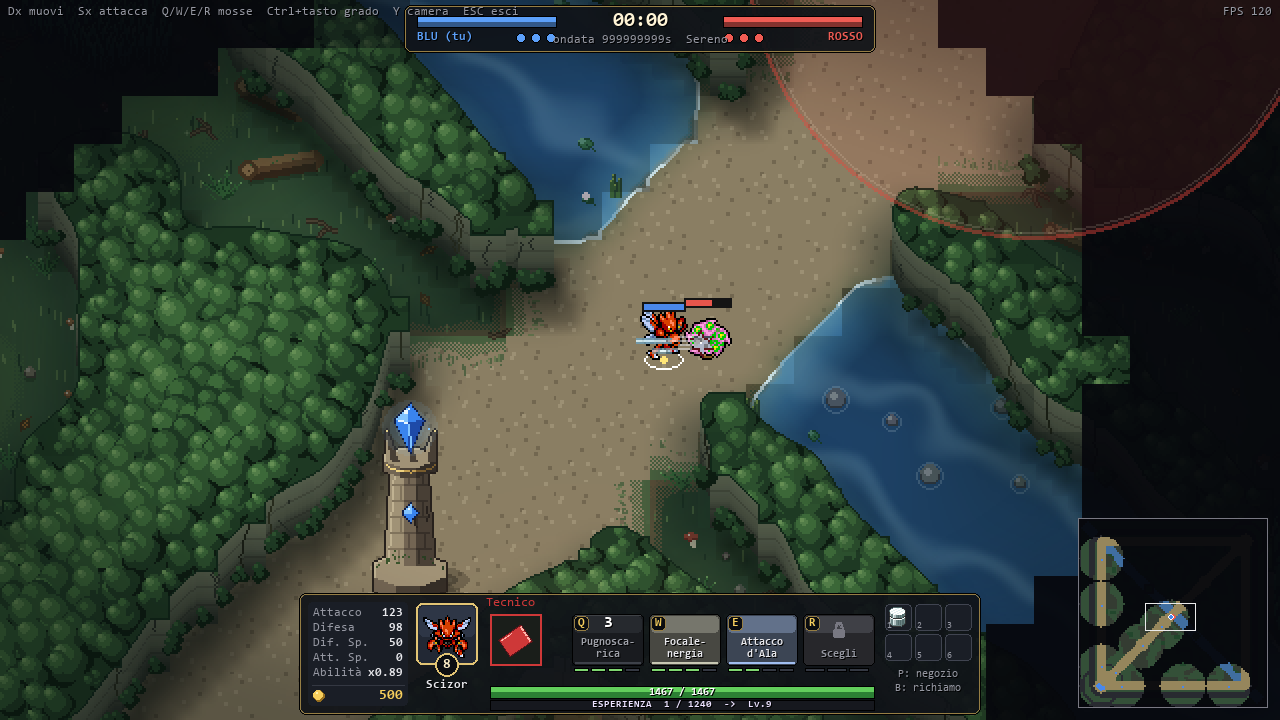 Dx muovi  Sx attacca  Q/W/E/R mosse  Ctrl+tasto grado  Y camera  ESC esci
FPS 120
00:00
BLU (tu)
ondata 999999999s  Sereno
ROSSO
Attacco 123
Difesa 98
Dif. Sp. 50
Att. Sp. 0
Abilità x0.89
500
8
Scizor
Tecnico
Q 3
Pugnosca-
rica
W
Focale-
nergia
E
Attacco
d'Ala
R
Scegli
2 3
4 5 6
P: negozio
B: richiamo
1467 / 1467
ESPERIENZA  1 / 1240  ->  Lv.9